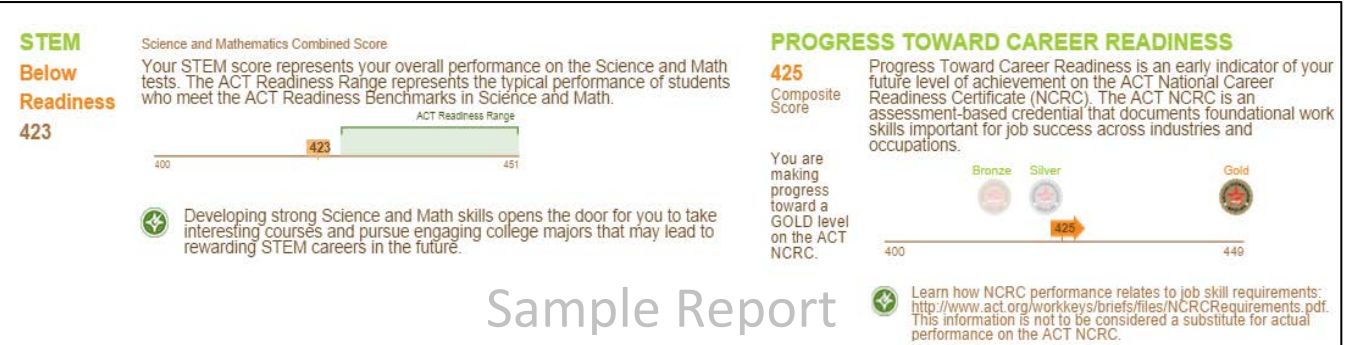 STEM
Below
Readiness
423
Science and Mathematics Combined Score
Your STEM score represents your overall performance on the Science and Math
tests. The ACT Readiness Range represents the typical performance of students
who meet the ACT Readiness Benchmarks in Science and Math.
ACT Readiness Range
423
400
451
Developing strong Science and Math skills opens the door for you to take
interesting courses and pursue engaging college majors that may lead to
rewarding STEM careers in the future.
PROGRESS TOWARD CAREER READINESS
425
Composite
Score
Progress Toward Career Readiness is an early indicator of your
future level of achievement on the ACT National Career
Readiness Certificate (NCRC). The ACT NCRC is an
assessment-based credential that documents foundational work
skills important for job success across industries and
occupations.
You are
making
progress
toward a
GOLD level
on the ACT
NCRC.
Bronze
Silver
Gold
425
400
449
Learn how NCRC performance relates to job skill requirements:
http://www.act.org/workkeys/briefs/files/NCRCRequirements.pdf.
This information is not to be considered a substitute for actual
performance on the ACT NCRC.
Sample Report